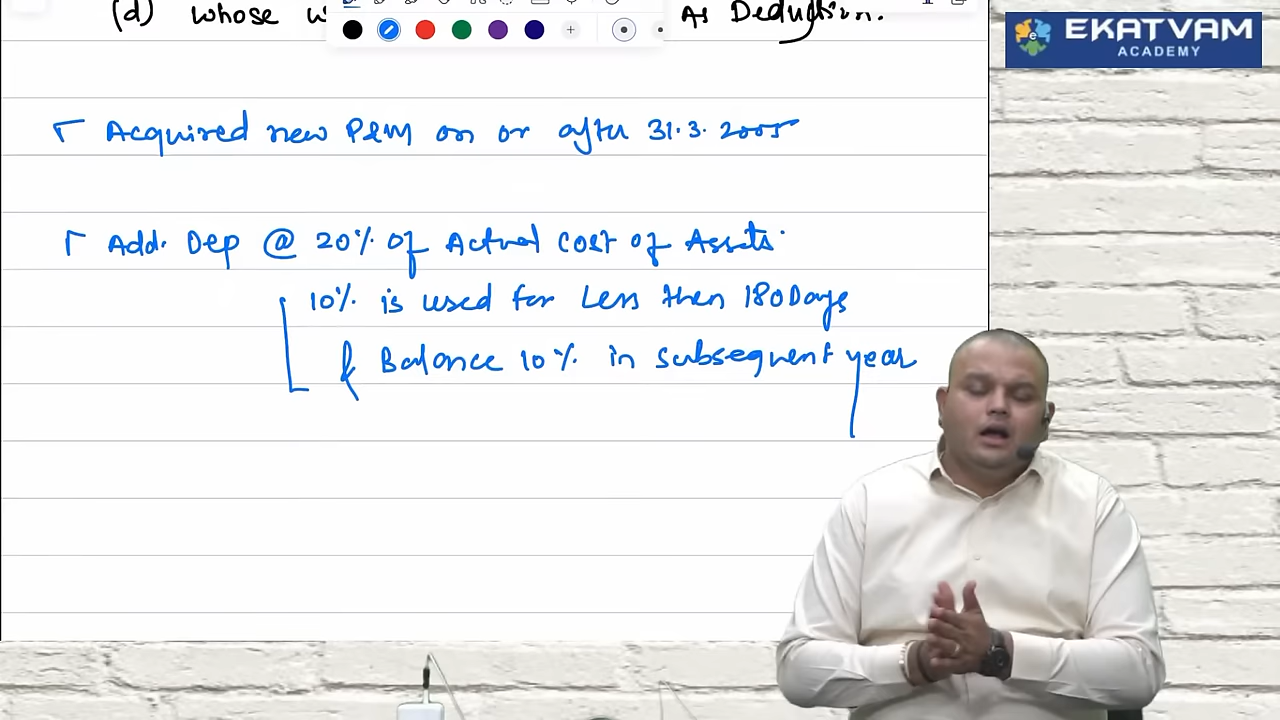 (d) whose As Deduction.
EKATVAM
ACADEMY
Acquired new P&M on or after 31.3.2005
Add. Dep @ 20% of Actual cost of Assets.
10% is used for Less then 180 Days
& Balance 10% in subsequent year